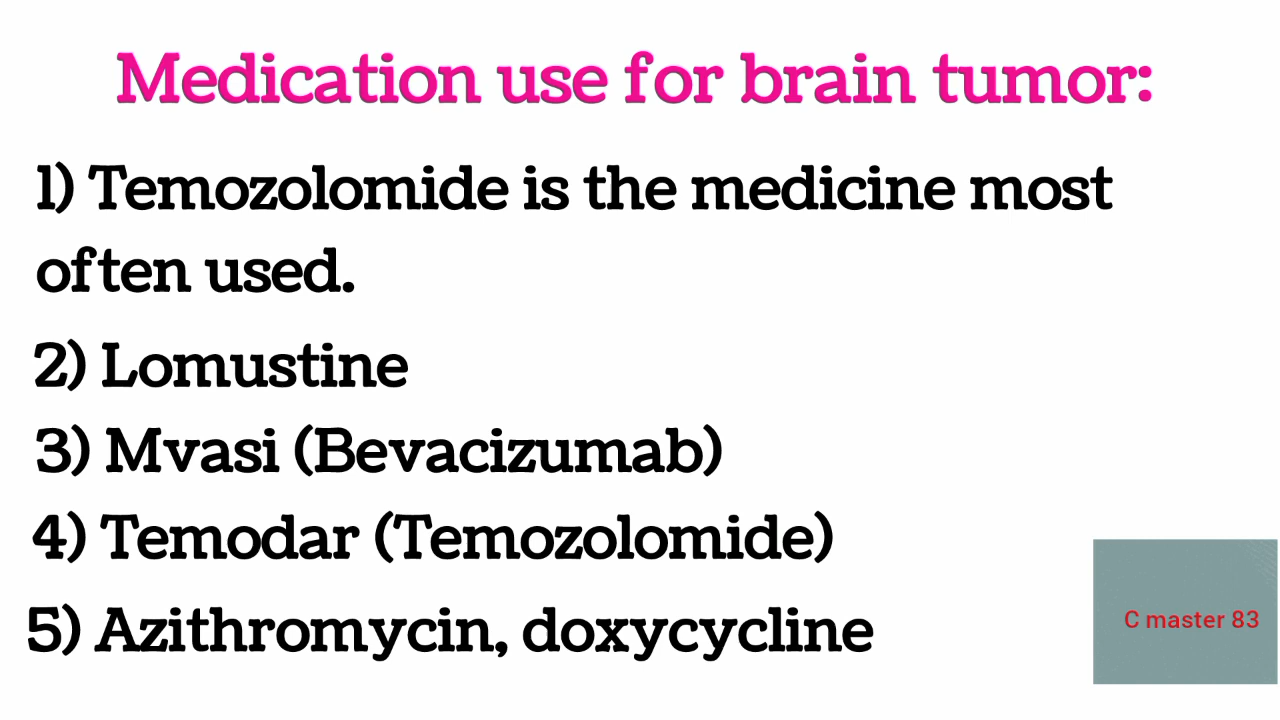 Medication use for brain tumor:
1) Temozolomide is the medicine most
often used.
2) Lomustine
3) Mvasi (Bevacizumab)
4) Temodar (Temozolomide)
5) Azithromycin, doxycycline
C master 83